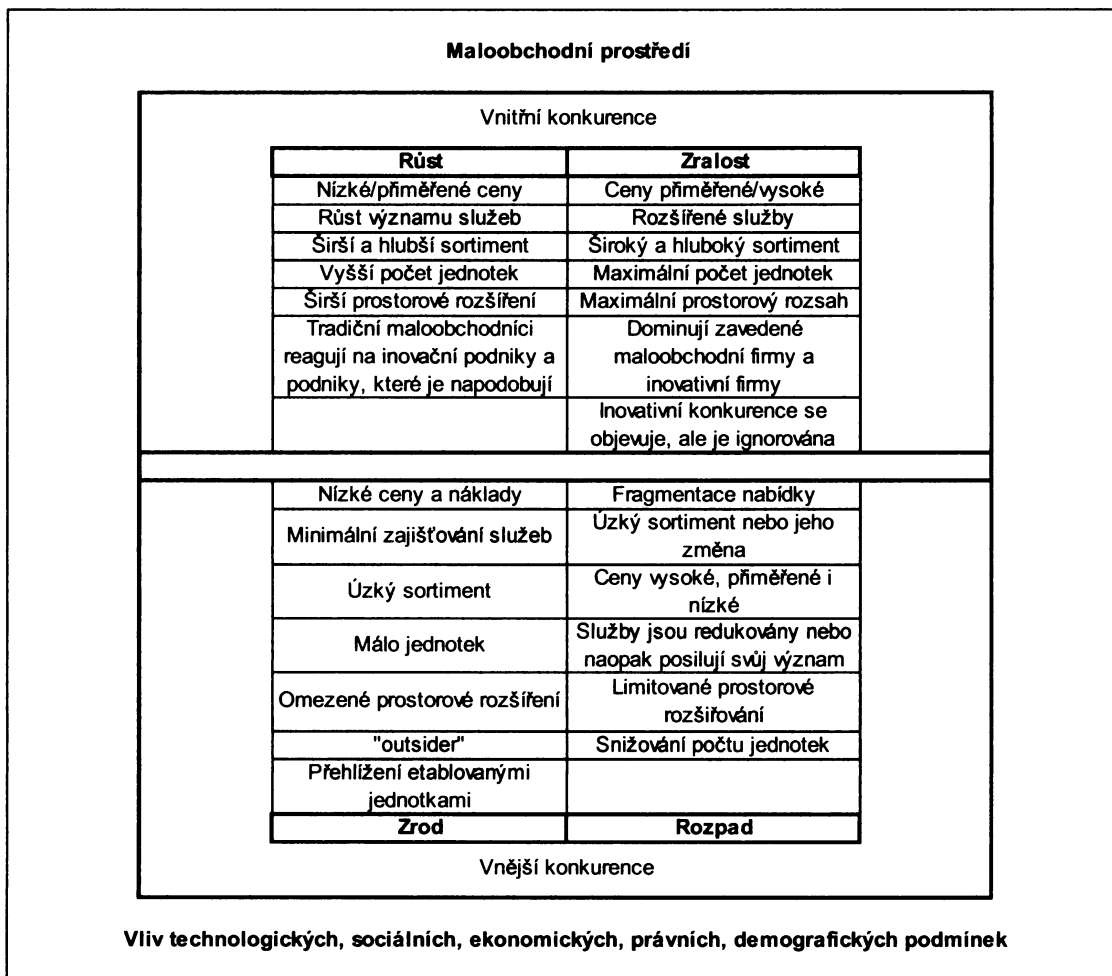 Maloobchodní prostředí
Vnitřní konkurence
Růst Zralost
Nízké/přiměřené ceny Ceny přiměřené/vysoké
Růst významu služeb Rozšířené služby
Širší a hlubší sortiment Široký a hluboký sortiment
Vyšší počet jednotek Maximální počet jednotek
Širší prostorové rozšíření Maximální prostorový rozsah
Tradiční maloobchodníci
reagují na inovační podniky a
podniky, které je napodobují
Dominují zavedené
maloobchodní firmy a
inovativní firmy
Inovativní konkurence se
objevuje, ale je ignorována
Nízké ceny a náklady Fragmentace nabídky
Minimální zajišťování služeb
Úzký sortiment nebo jeho
změna
Úzký sortiment
Ceny vysoké, přiměřené i
nízké
Málo jednotek
Služby jsou redukovány nebo
naopak posilují svůj význam
Omezené prostorové rozšíření
Limitované prostorové
rozšiřování
"outsider" Snižování počtu jednotek
Přehlížení etablovanými
jednotkami
Zrod Rozpad
Vnější konkurence
Vliv technologických, sociálních, ekonomických, právních, demografických podmínek